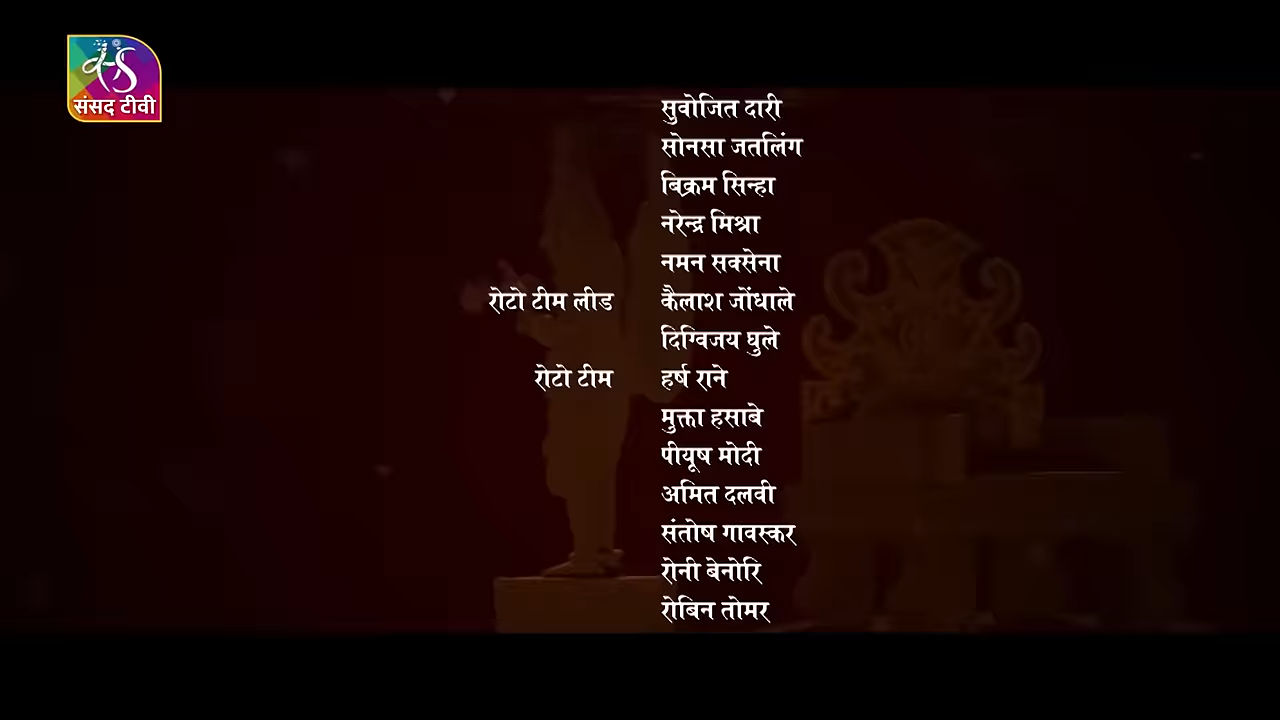 संसद टीवी
सुवोजित दारी
सोनसा जतलिंग
बिक्रम सिन्हा
नरेन्द्र मिश्रा
नमन सक्सेना
रोटो टीम लीड कैलाश जोंधाले
दिग्विजय घुले
रोटो टीम हर्ष राने
मुक्ता हसाबे
पीयूष मोदी
अमित दलवी
संतोष गावस्कर
रोनी बेनोरि
रोबिन तोमर